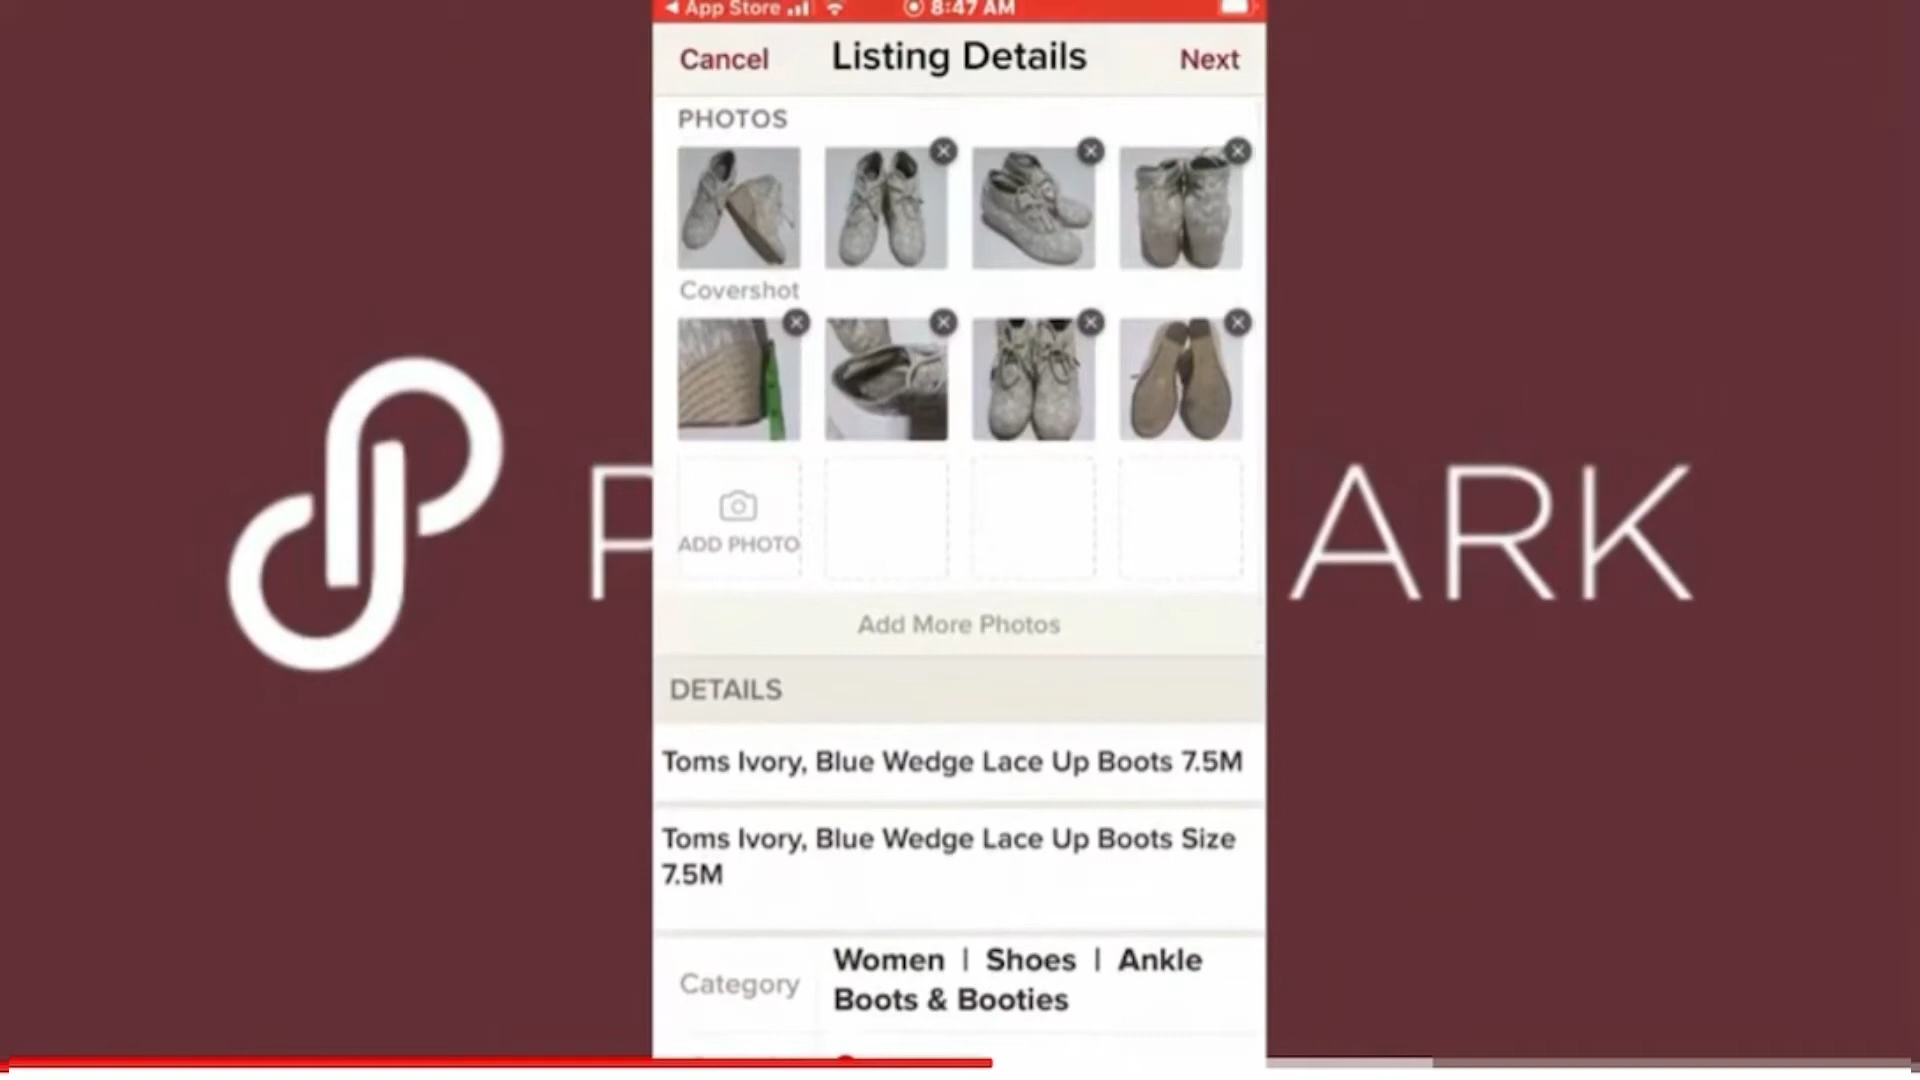 App Store
8:47 AM
Cancel
Listing Details
Next
PHOTOS
Covershot
ADD PHOTO
Add More Photos
DETAILS
Toms Ivory, Blue Wedge Lace Up Boots 7.5M
Toms Ivory, Blue Wedge Lace Up Boots Size
7.5M
Category
Women | Shoes | Ankle
Boots & Booties
P
ARK